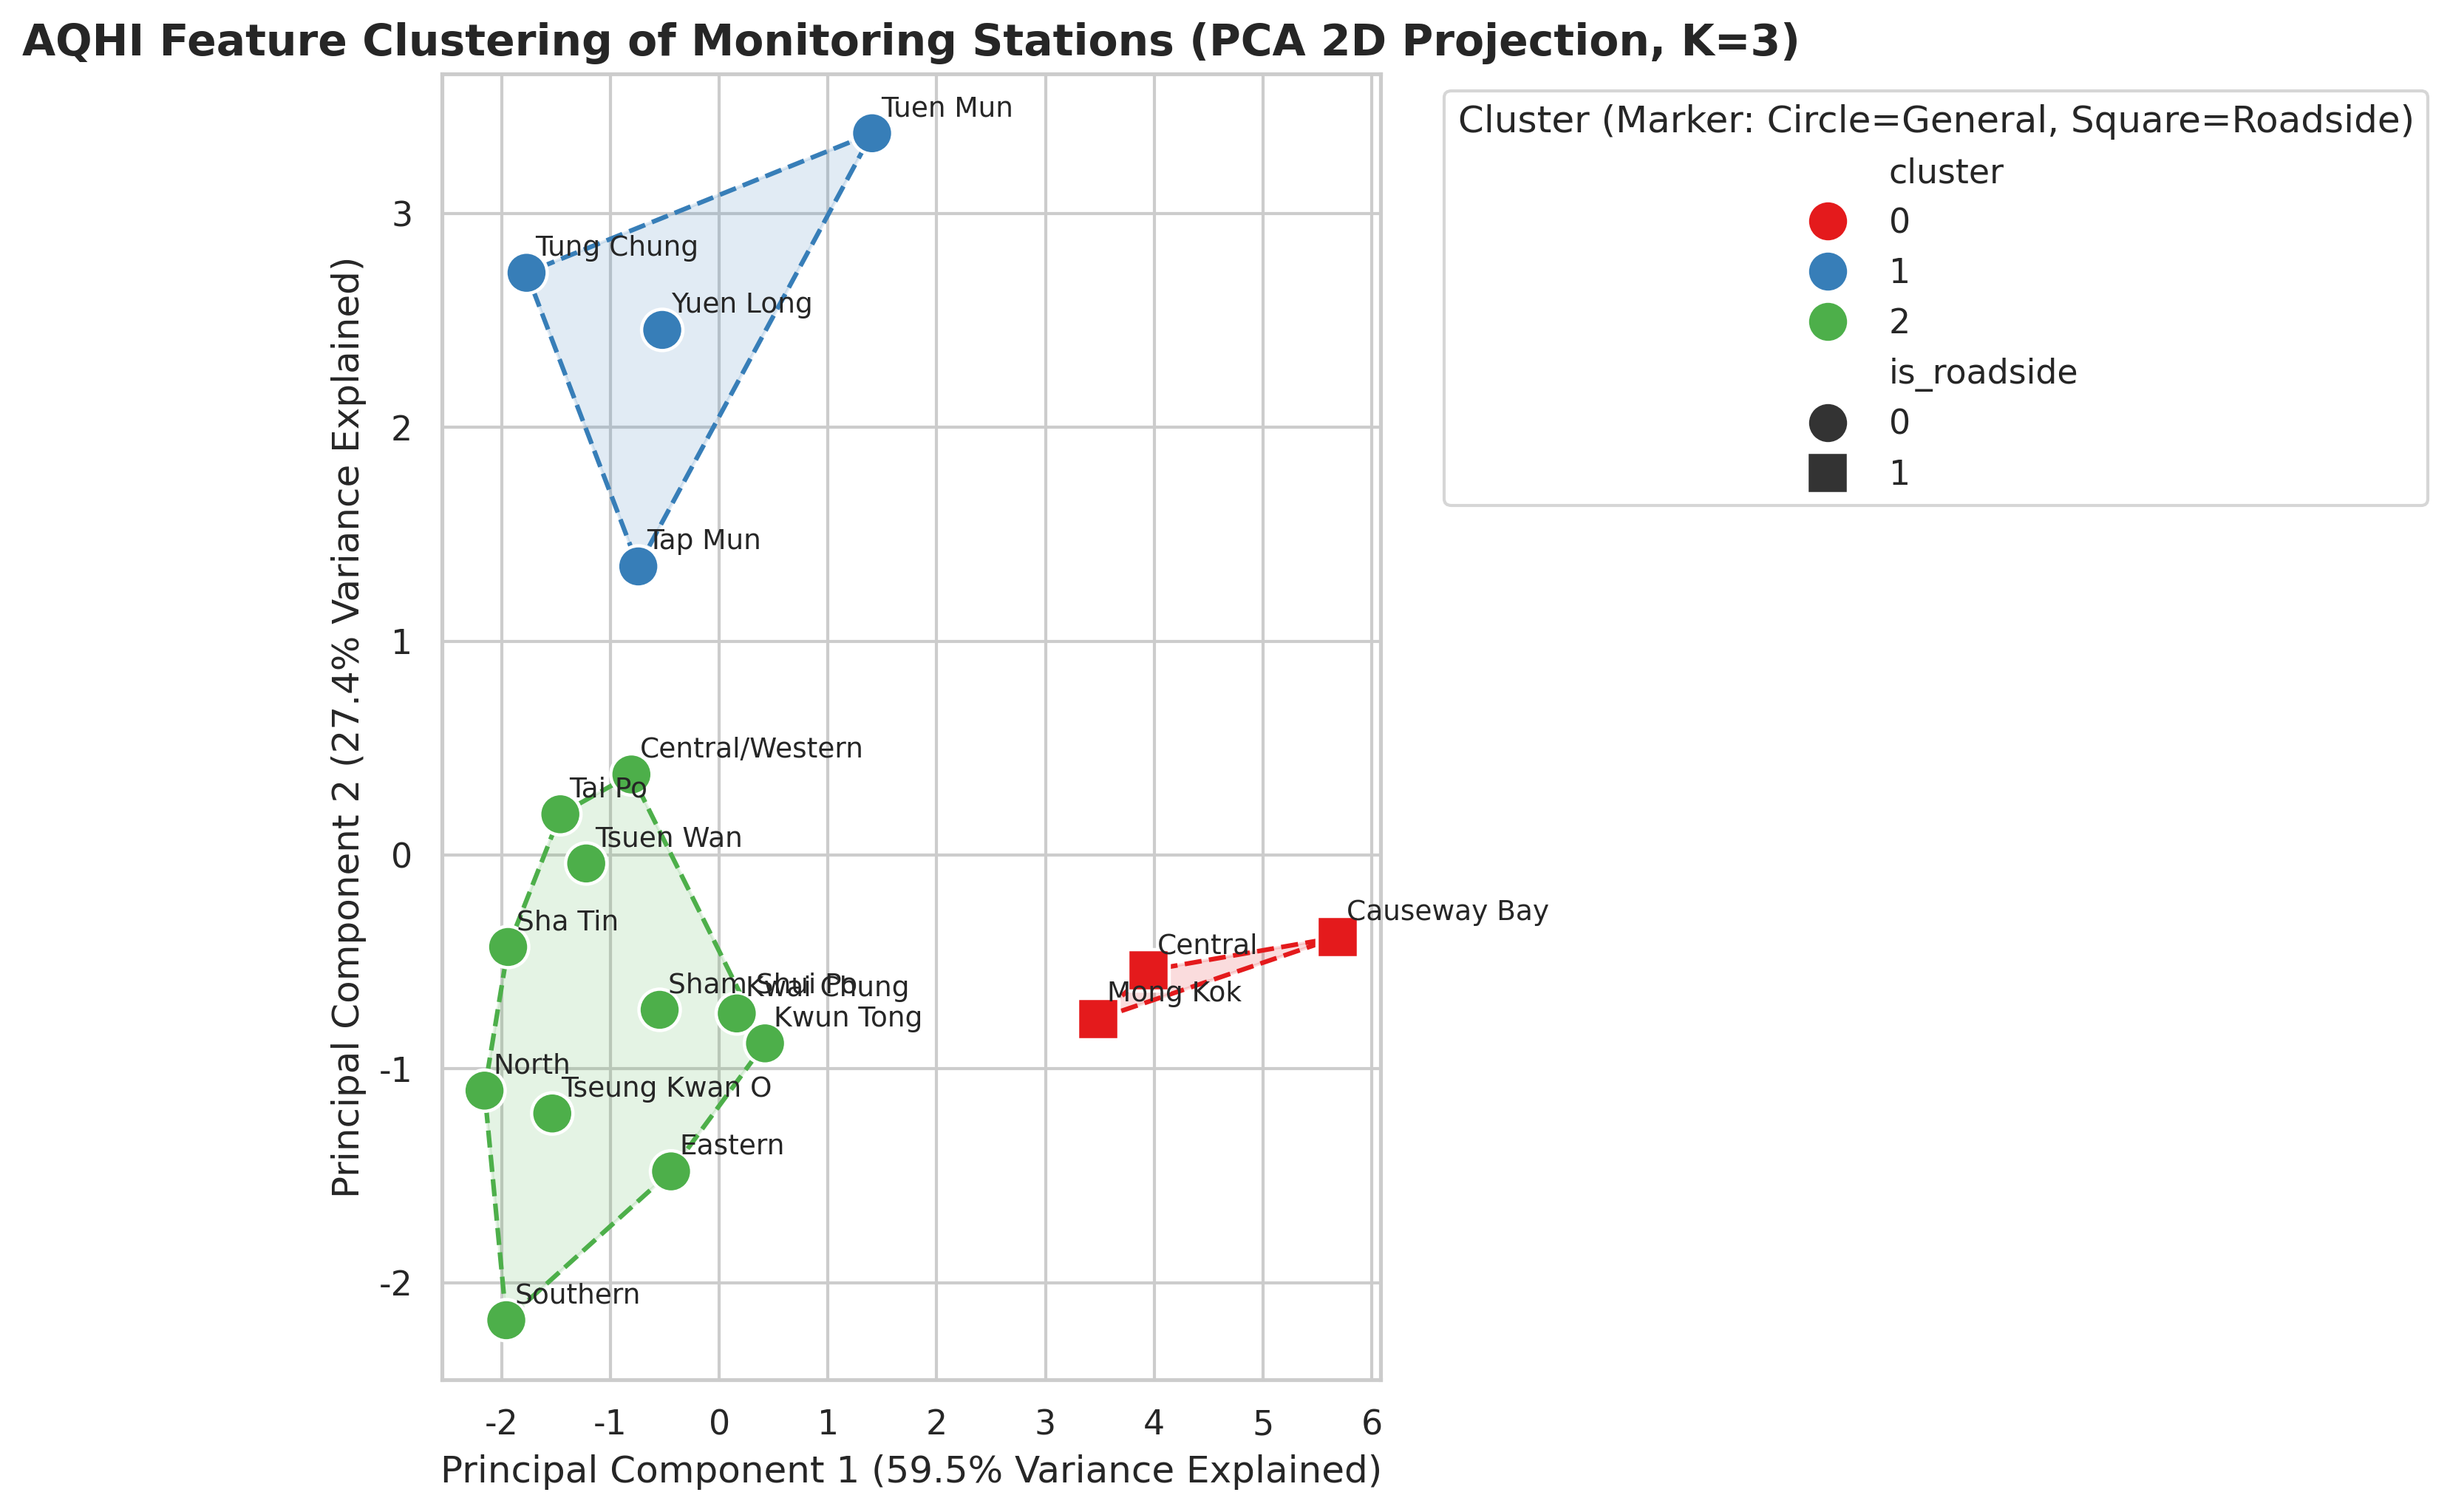 AQHI Feature Clustering of Monitoring Stations (PCA 2D Projection, K=3)
Cluster (Marker: Circle=General, Square=Roadside)
cluster
0
1
2
is_roadside
0
1
Principal Component 2 (27.4% Variance Explained)
3
2
1
0
-1
-2
Tuen Mun
Tung Chung
Yuen Long
Tap Mun
Central/Western
Tai Po
Tsuen Wan
Sha Tin
Causeway Bay
Central
Sham Shui Po
Kwai Chung
Mong Kok
Kwun Tong
North
Tseung Kwan O
Eastern
Southern
-2 -1 0 1 2 3 4 5 6
Principal Component 1 (59.5% Variance Explained)